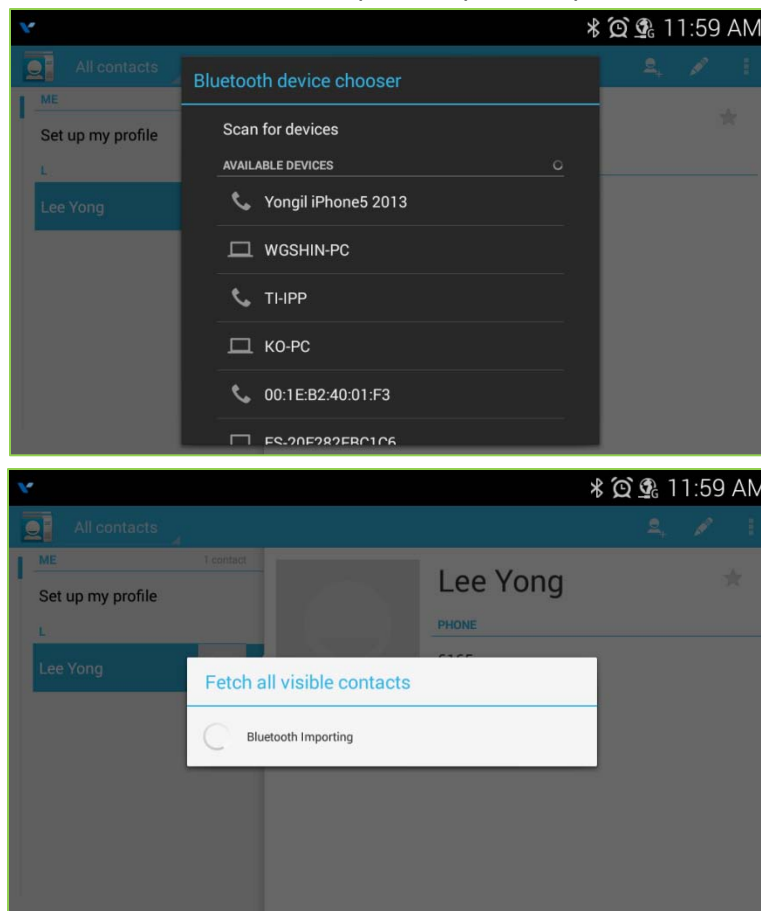 11:59 AM
All contacts
Bluetooth device chooser
ME
Set up my profile
Scan for devices
L
AVAILABLE DEVICES
Lee Yong
Yongil iPhone5 2013
WGSHIN-PC
TI-IPP
KO-PC
00:1E:B2:40:01:F3
11:59 AM
All contacts
ME 1 contact
Lee Yong
Set up my profile
PHONE
L
Lee Yong
Fetch all visible contacts
Bluetooth Importing